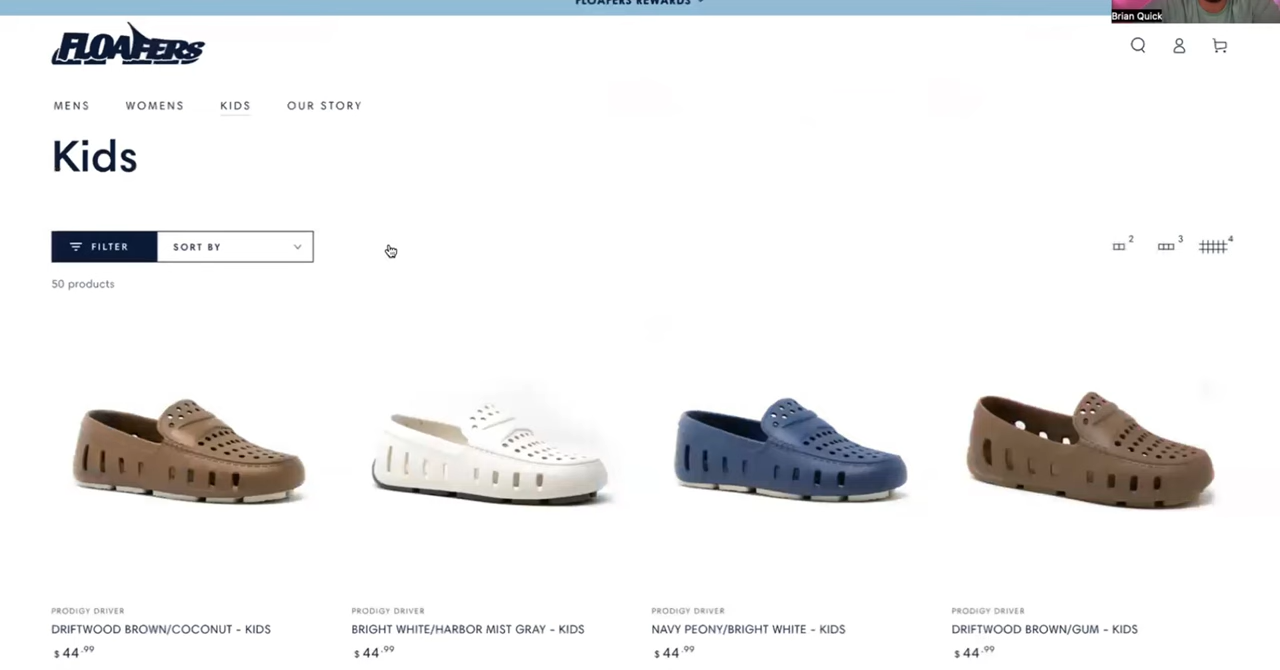 FLOAFERS REWARDS
Brian Quick
FLOAFERS
MENS WOMENS KIDS OUR STORY
Kids
FILTER SORT BY
2 3 4
50 products
PRODIGY DRIVER PRODIGY DRIVER PRODIGY DRIVER PRODIGY DRIVER
DRIFTWOOD BROWN/COCONUT - KIDS BRIGHT WHITE/HARBOR MIST GRAY - KIDS NAVY PEONY/BRIGHT WHITE - KIDS DRIFTWOOD BROWN/GUM - KIDS
$44.99 $44.99 $44.99 $44.99